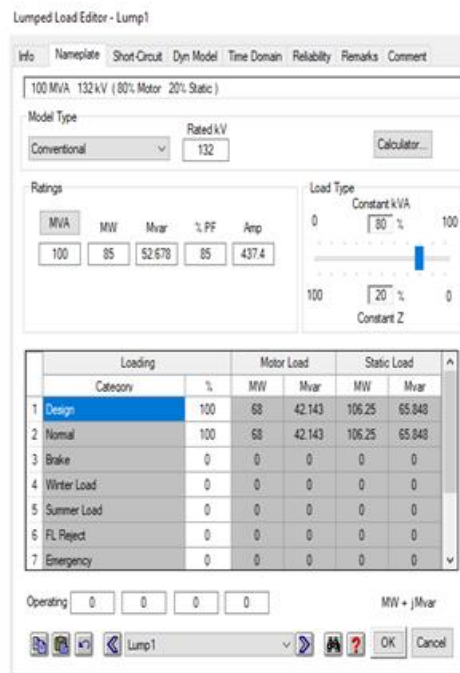 Lumped Load Editor - Lump1
Info Nameplate Short-Circuit Dyn Model Time Domain Reliability Remarks Comment
100 MVA 132 kV ( 80% Motor 20% Static )
Model Type
Rated kV
Conventional 132 Calculator...
Ratings
MVA MW Mvar % PF Amp
100 85 52.678 85 437.4
Load Type
Constant kVA
0 80 % 100
100 20 % 0
Constant Z
Loading Motor Load Static Load
Category % MW Mvar MW Mvar
1 Design 100 68 42.143 106.25 65.848
2 Normal 100 68 42.143 106.25 65.848
3 Brake 0 0 0 0 0
4 Winter Load 0 0 0 0 0
5 Summer Load 0 0 0 0 0
6 FL Reject 0 0 0 0 0
7 Emergency 0 0 0 0 0
Operating 0 0 0 0 MW + jMvar
Lump1 ? OK Cancel